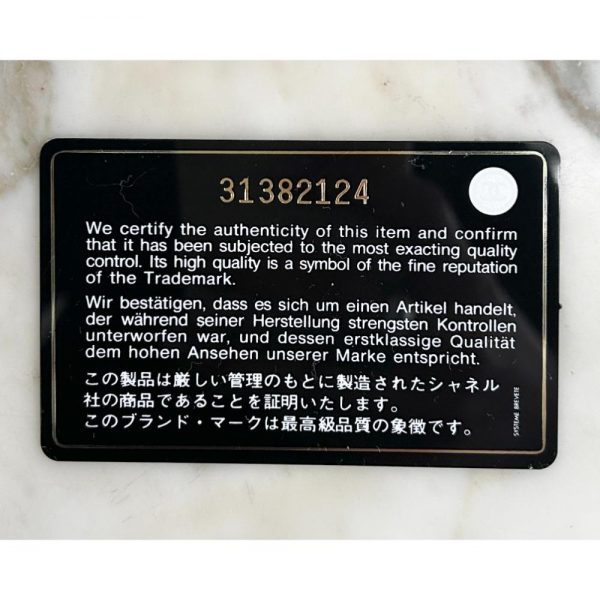 31382124
We certify the authenticity of this item and confirm
that it has been subjected to the most exacting quality
control. Its high quality is a symbol of the fine reputation
of the Trademark.
Wir bestätigen, dass es sich um einen Artikel handelt,
der während seiner Herstellung strengsten Kontrollen
unterworfen war, und dessen erstklassige Qualität
dem hohen Ansehen unserer Marke entspricht.
この製品は厳しい管理のもとに製造されたシャネル
社の商品であることを証明いたします。
このブランド・マークは最高級品質の象徴です。
SYSTEME BREVETE